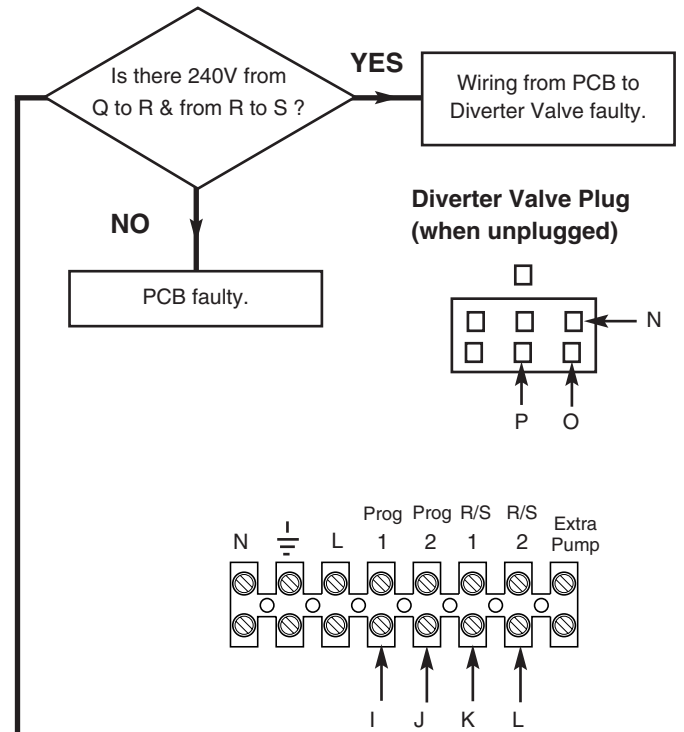 YES
Is there 240V from
Q to R & from R to S ?
Wiring from PCB to
Diverter Valve faulty.
NO
PCB faulty.
Diverter Valve Plug
(when unplugged)
N
P O
Prog Prog R/S R/S Extra
N L 1 2 1 2 Pump
I J K L